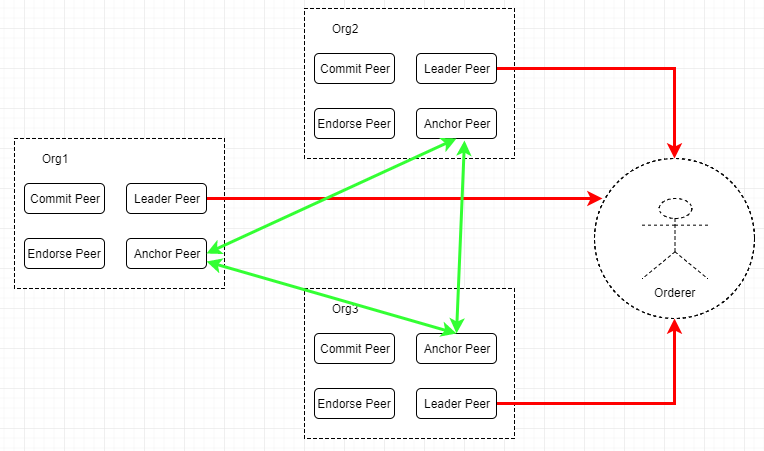 Org2
Commit Peer
Leader Peer
Endorse Peer
Anchor Peer
Org1
Commit Peer
Leader Peer
Endorse Peer
Anchor Peer
Orderer
Org3
Commit Peer
Anchor Peer
Endorse Peer
Leader Peer